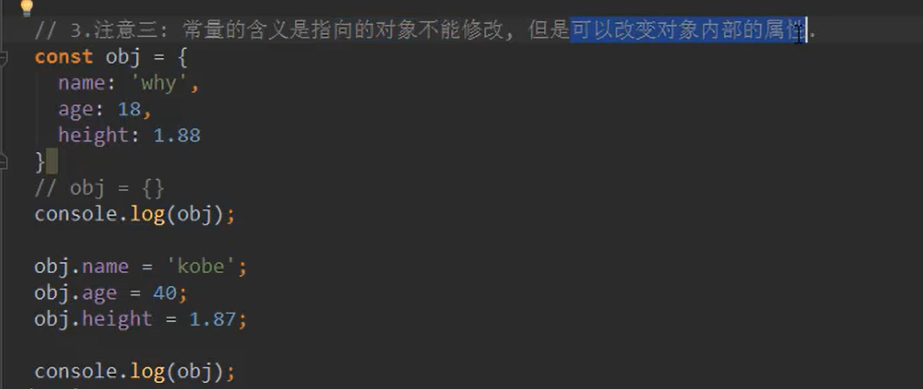 // 3.注意三: 常量的含义是指向的对象不能修改, 但是可以改变对象内部的属性.
const obj = {
  name: 'why',
  age: 18,
  height: 1.88
}
// obj = {}
console.log(obj);
obj.name = 'kobe';
obj.age = 40;
obj.height = 1.87;
console.log(obj);